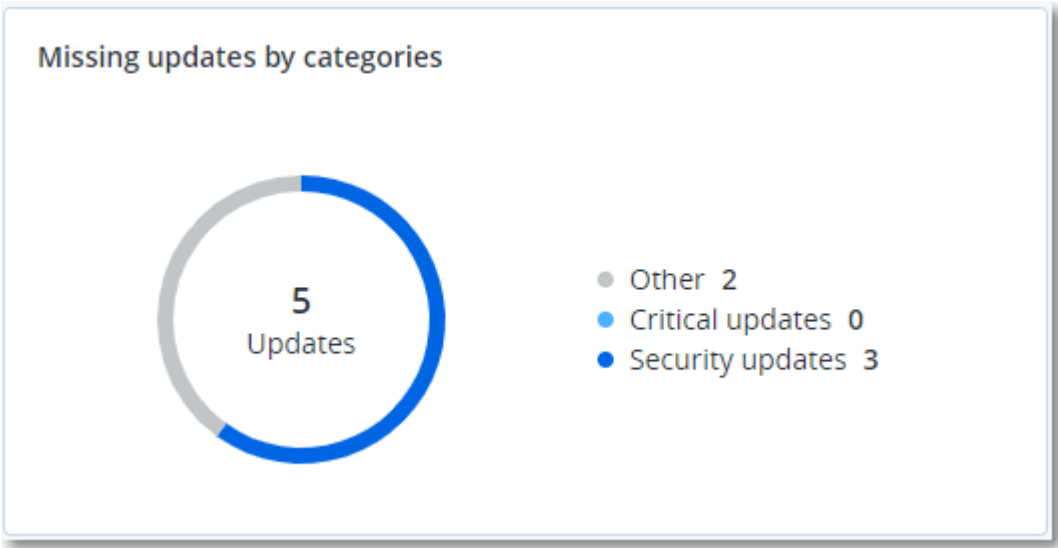 Missing updates by categories
5
Updates
Other 2
Critical updates 0
Security updates 3